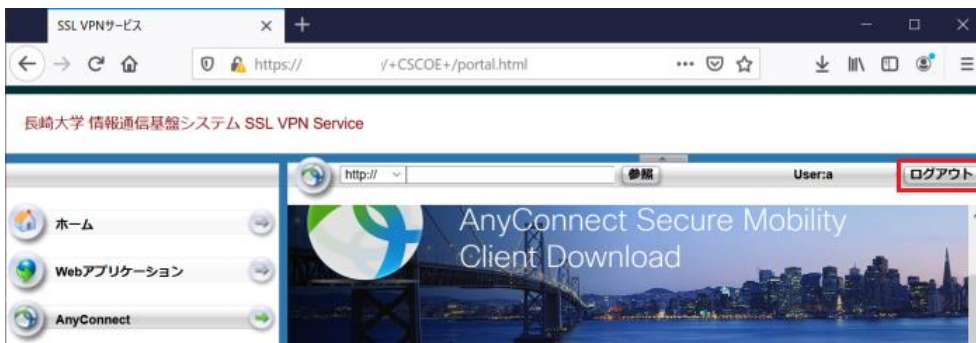 SSL VPNサービス
https:// /+CSCOE+/portal.html
長崎大学 情報通信基盤システム SSL VPN Service
http:// 参照 User:a ログアウト
ホーム
Webアプリケーション
AnyConnect
AnyConnect Secure Mobility
Client Download